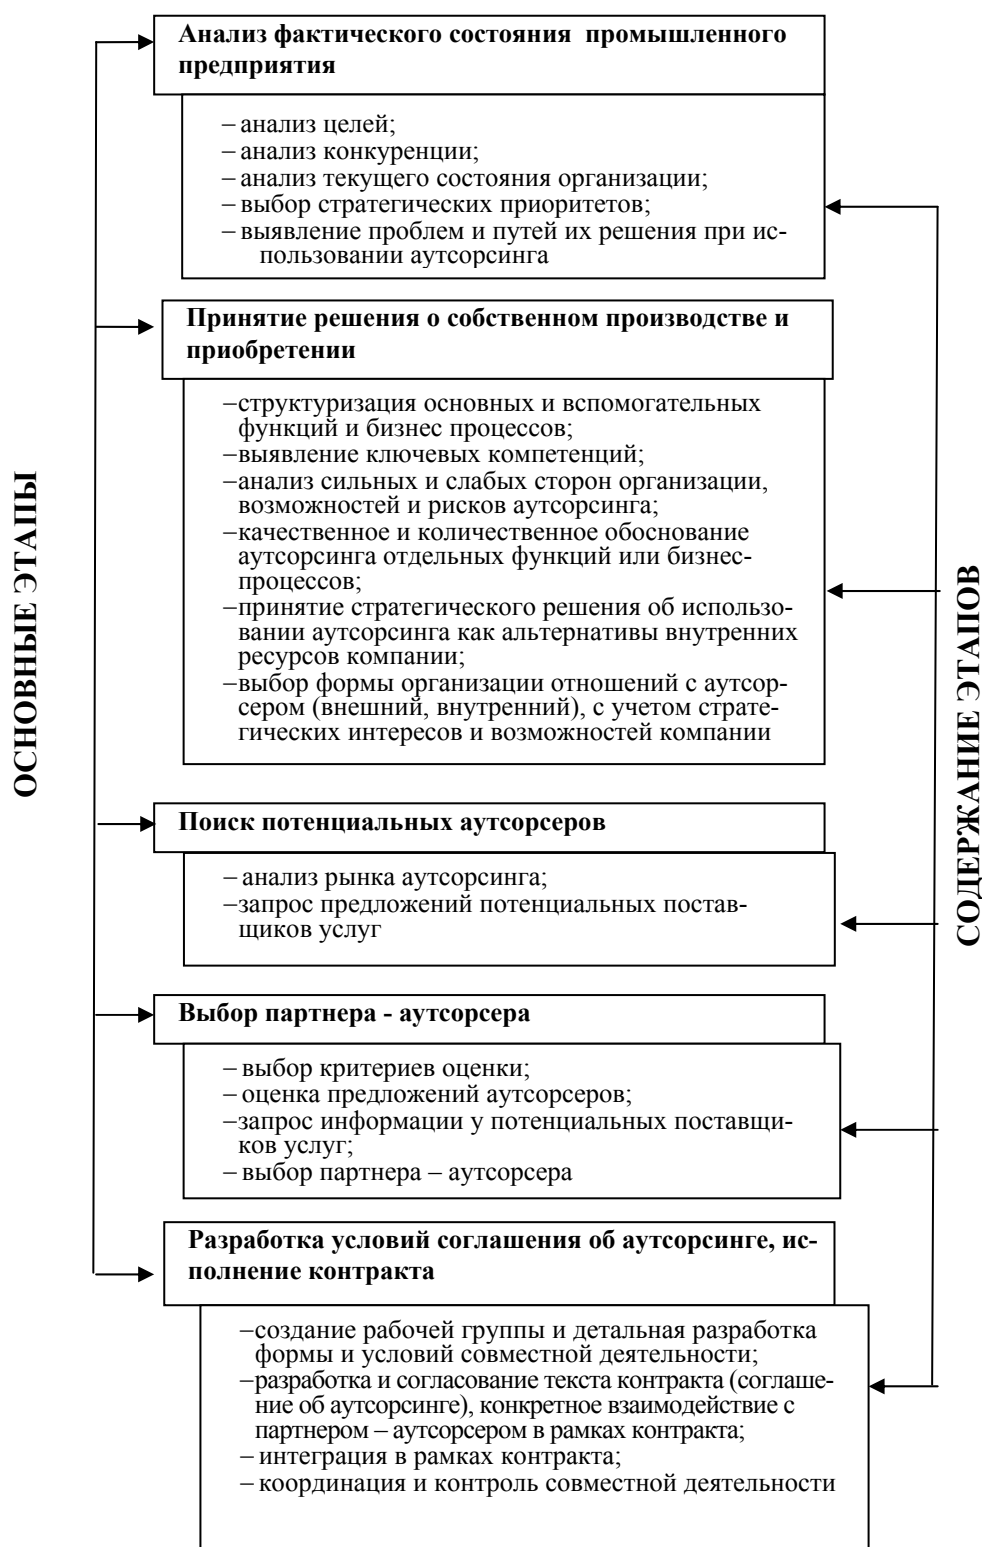 Анализ фактического состояния промышленного
предприятия
– анализ целей;
– анализ конкуренции;
– анализ текущего состояния организации;
– выбор стратегических приоритетов;
– выявление проблем и путей их решения при ис-
пользовании аутсорсинга
Принятие решения о собственном производстве и
приобретении
–структуризация основных и вспомогательных
функций и бизнес процессов;
–выявление ключевых компетенций;
–анализ сильных и слабых сторон организации,
возможностей и рисков аутсорсинга;
–качественное и количественное обоснование
аутсорсинга отдельных функций или бизнес-
процессов;
–принятие стратегического решения об использо-
вании аутсорсинга как альтернативы внутренних
ресурсов компании;
–выбор формы организации отношений с аутсор-
сером (внешний, внутренний), с учетом страте-
гических интересов и возможностей компании
Поиск потенциальных аутсорсеров
– анализ рынка аутсорсинга;
–запрос предложений потенциальных постав-
щиков услуг
Выбор партнера - аутсорсера
– выбор критериев оценки;
– оценка предложений аутсорсеров;
–запрос информации у потенциальных поставщи-
ков услуг;
– выбор партнера – аутсорсера
Разработка условий соглашения об аутсорсинге, ис-
полнение контракта
–создание рабочей группы и детальная разработка
формы и условий совместной деятельности;
–разработка и согласование текста контракта (соглаше-
ние об аутсорсинге), конкретное взаимодействие с
партнером – аутсорсером в рамках контракта;
– интеграция в рамках контракта;
– координация и контроль совместной деятельности
ОСНОВНЫЕ ЭТАПЫ
СОДЕРЖАНИЕ ЭТАПОВ